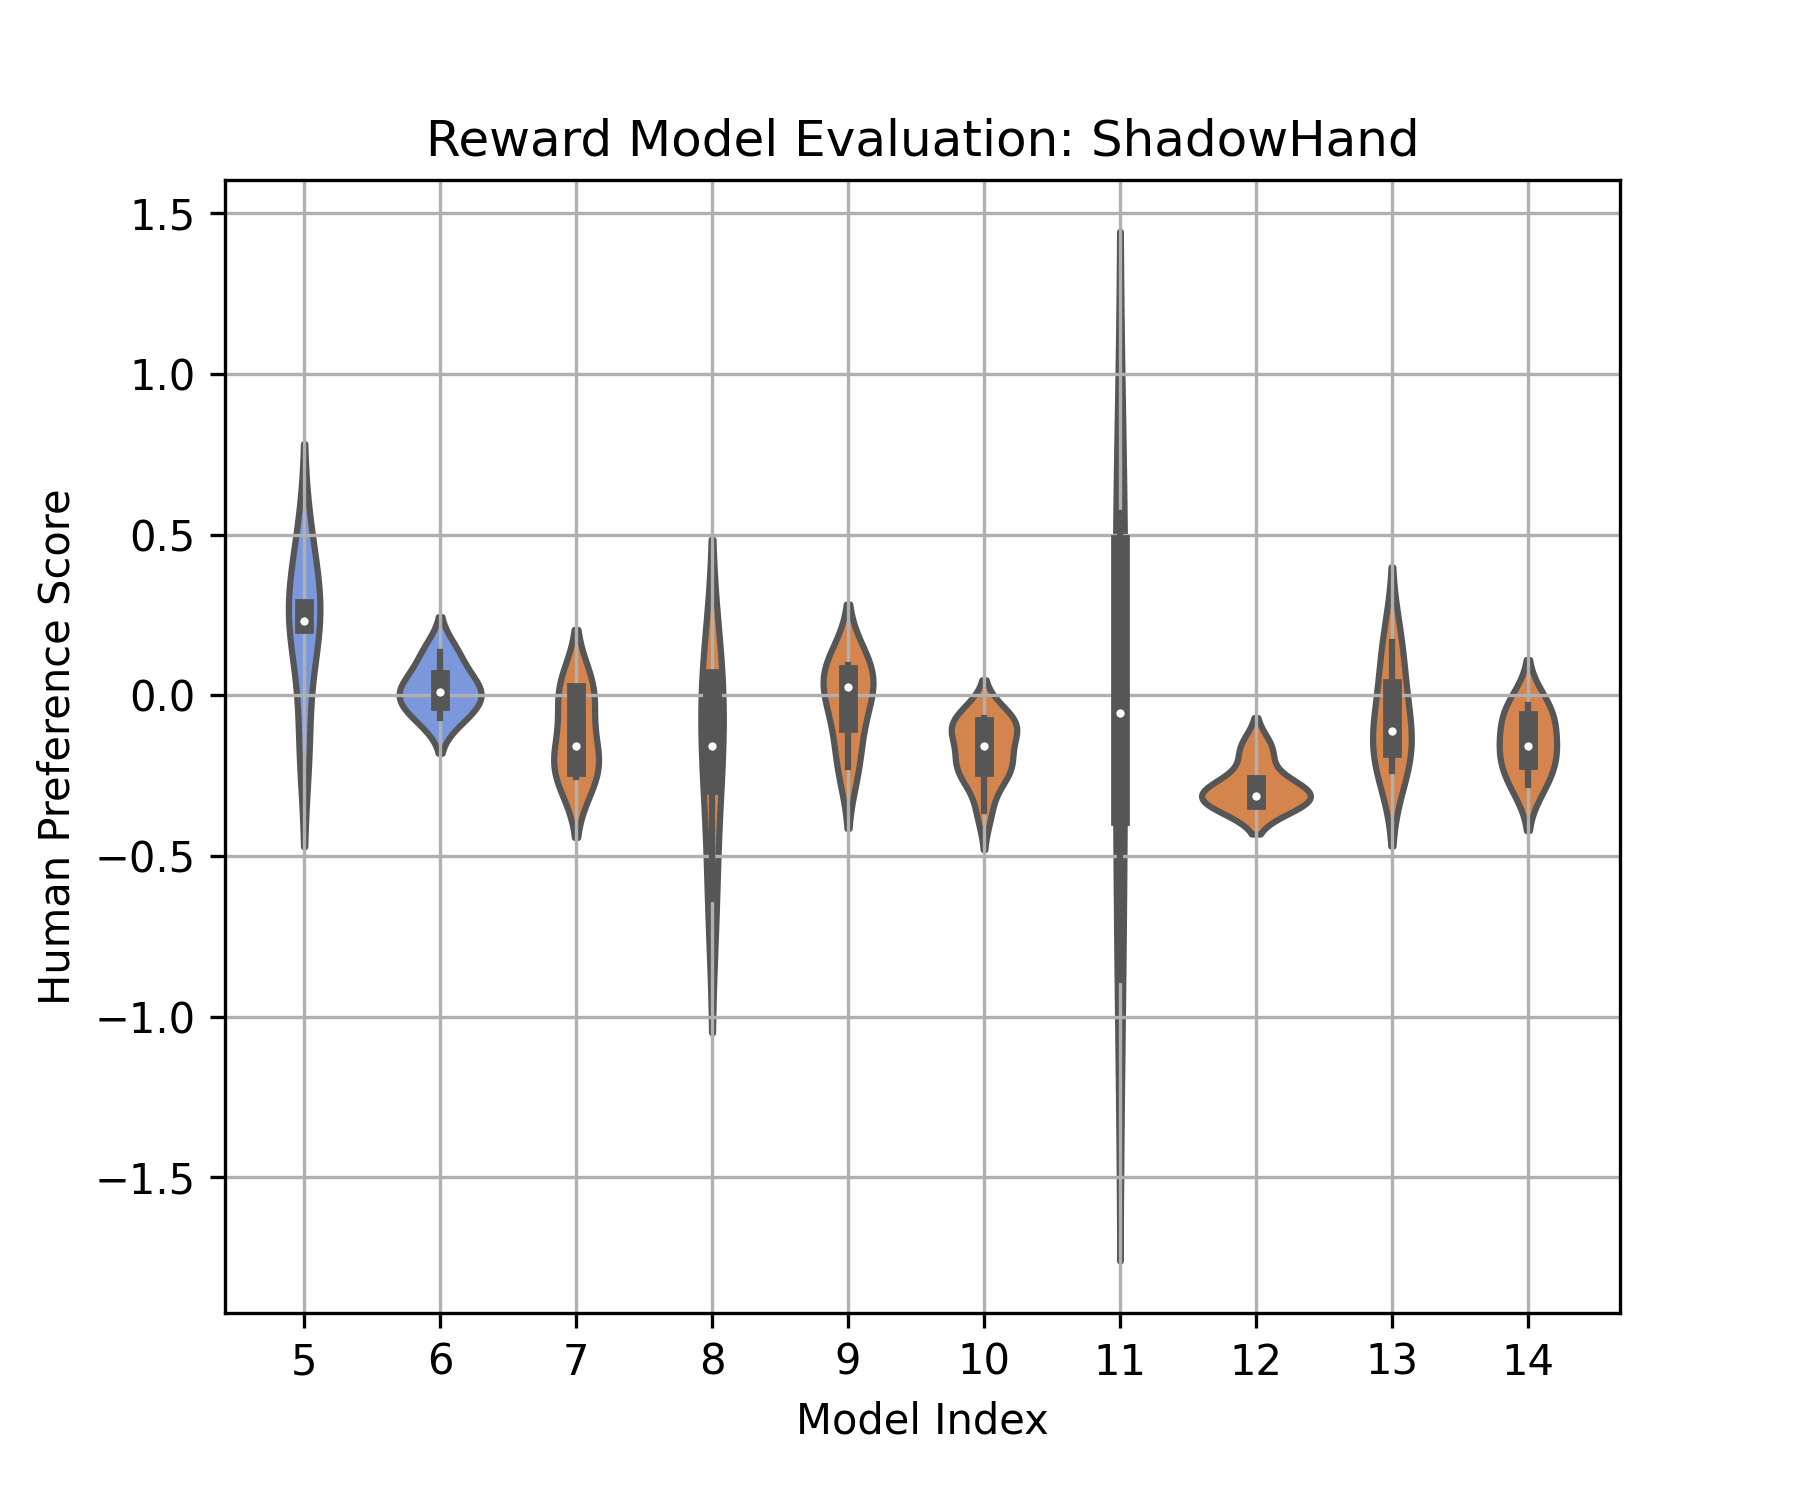 Reward Model Evaluation: ShadowHand
Human Preference Score
1.5
1.0
0.5
0.0
−0.5
−1.0
−1.5
5 6 7 8 9 10 11 12 13 14
Model Index